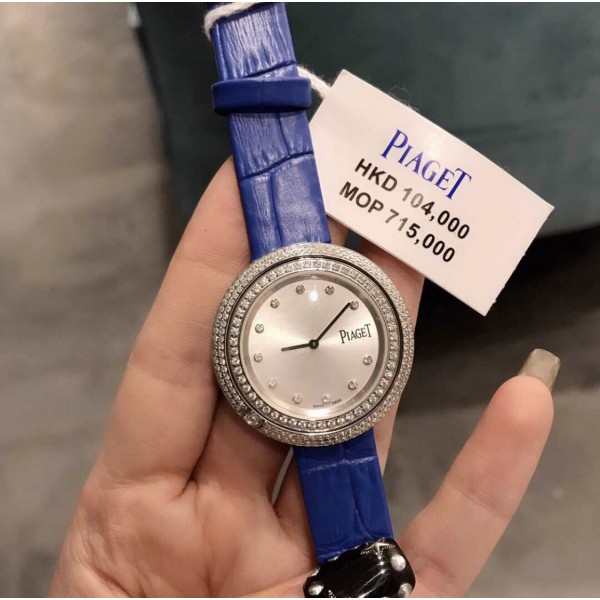 PIAGET
HKD 104,000
MOP 715,000
PIAGET